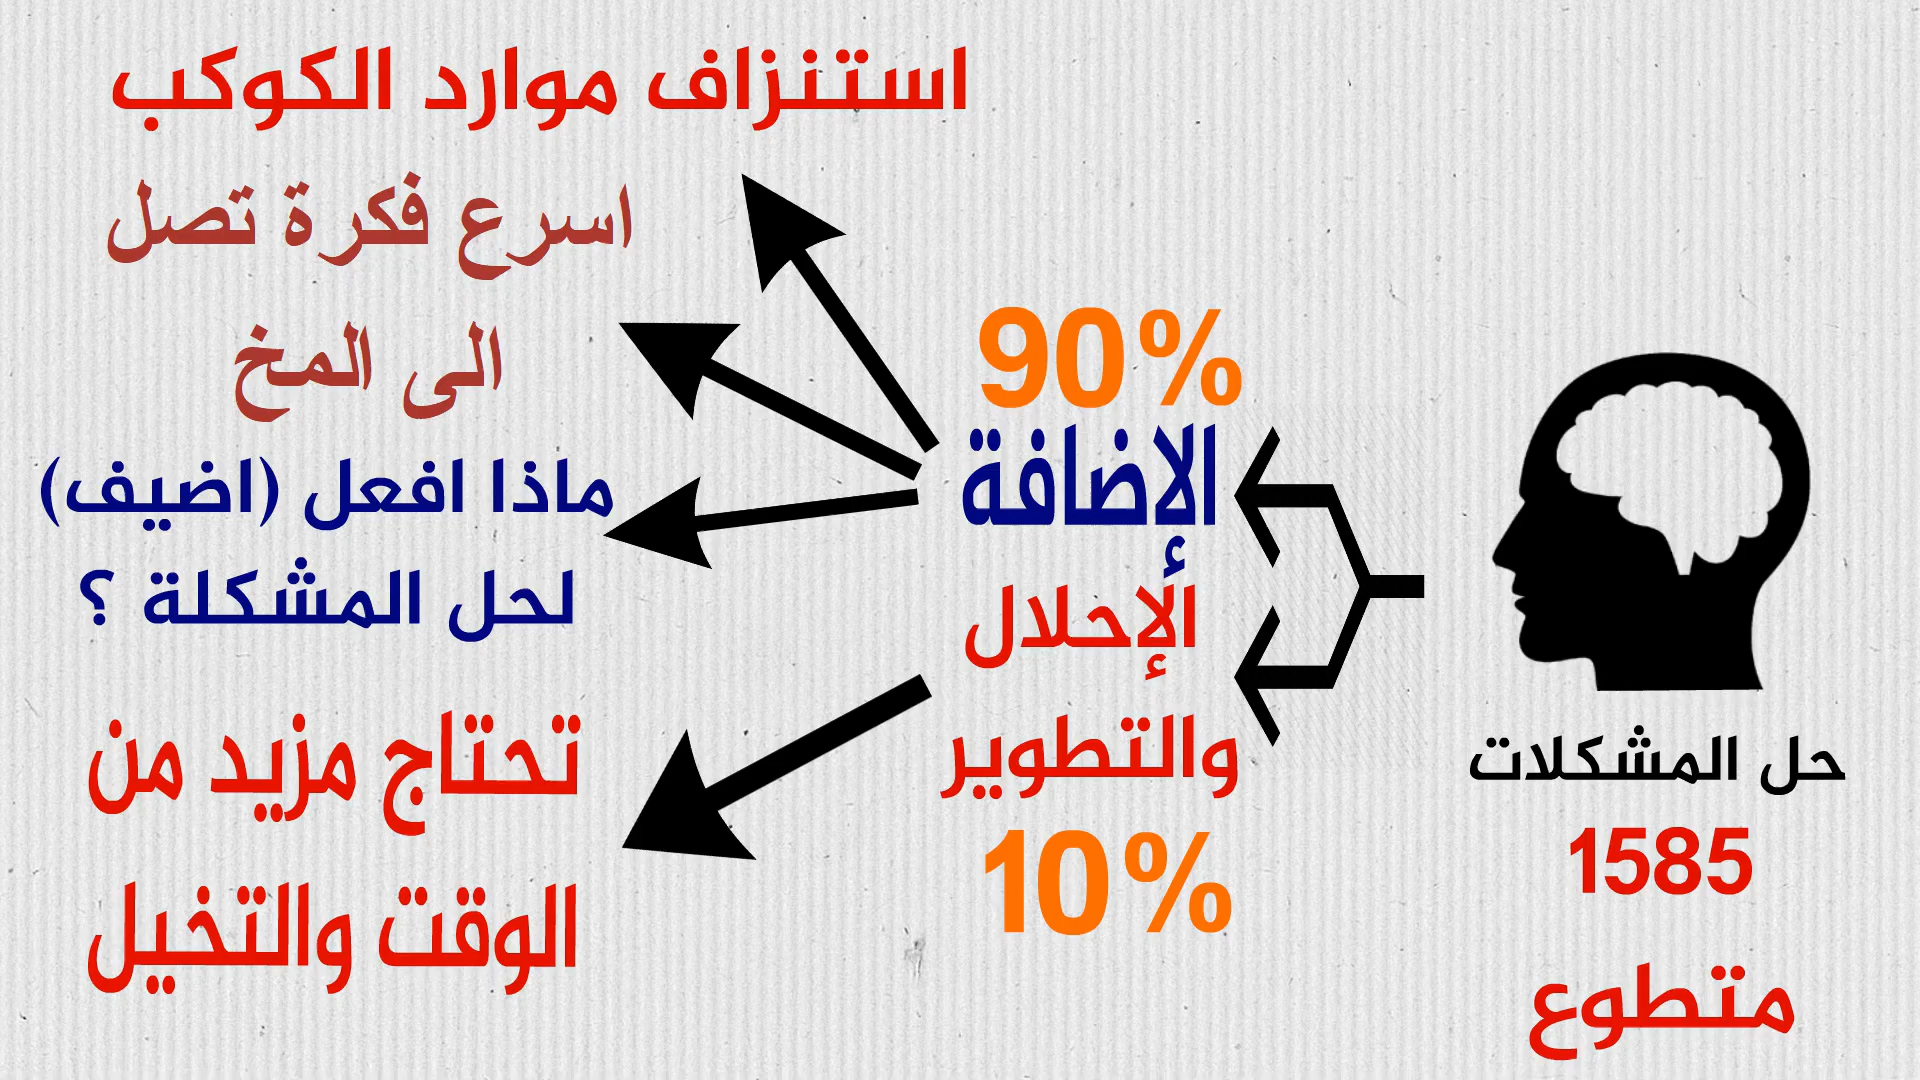 حل المشكلات
1585
متطوع
90%
الإضافة
الإحلال
والتطوير
10%
استنزاف موارد الكوكب
اسرع فكرة تصل
الى المخ
ماذا افعل (اضيف)
لحل المشكلة ؟
تحتاج مزيد من
الوقت والتخيل